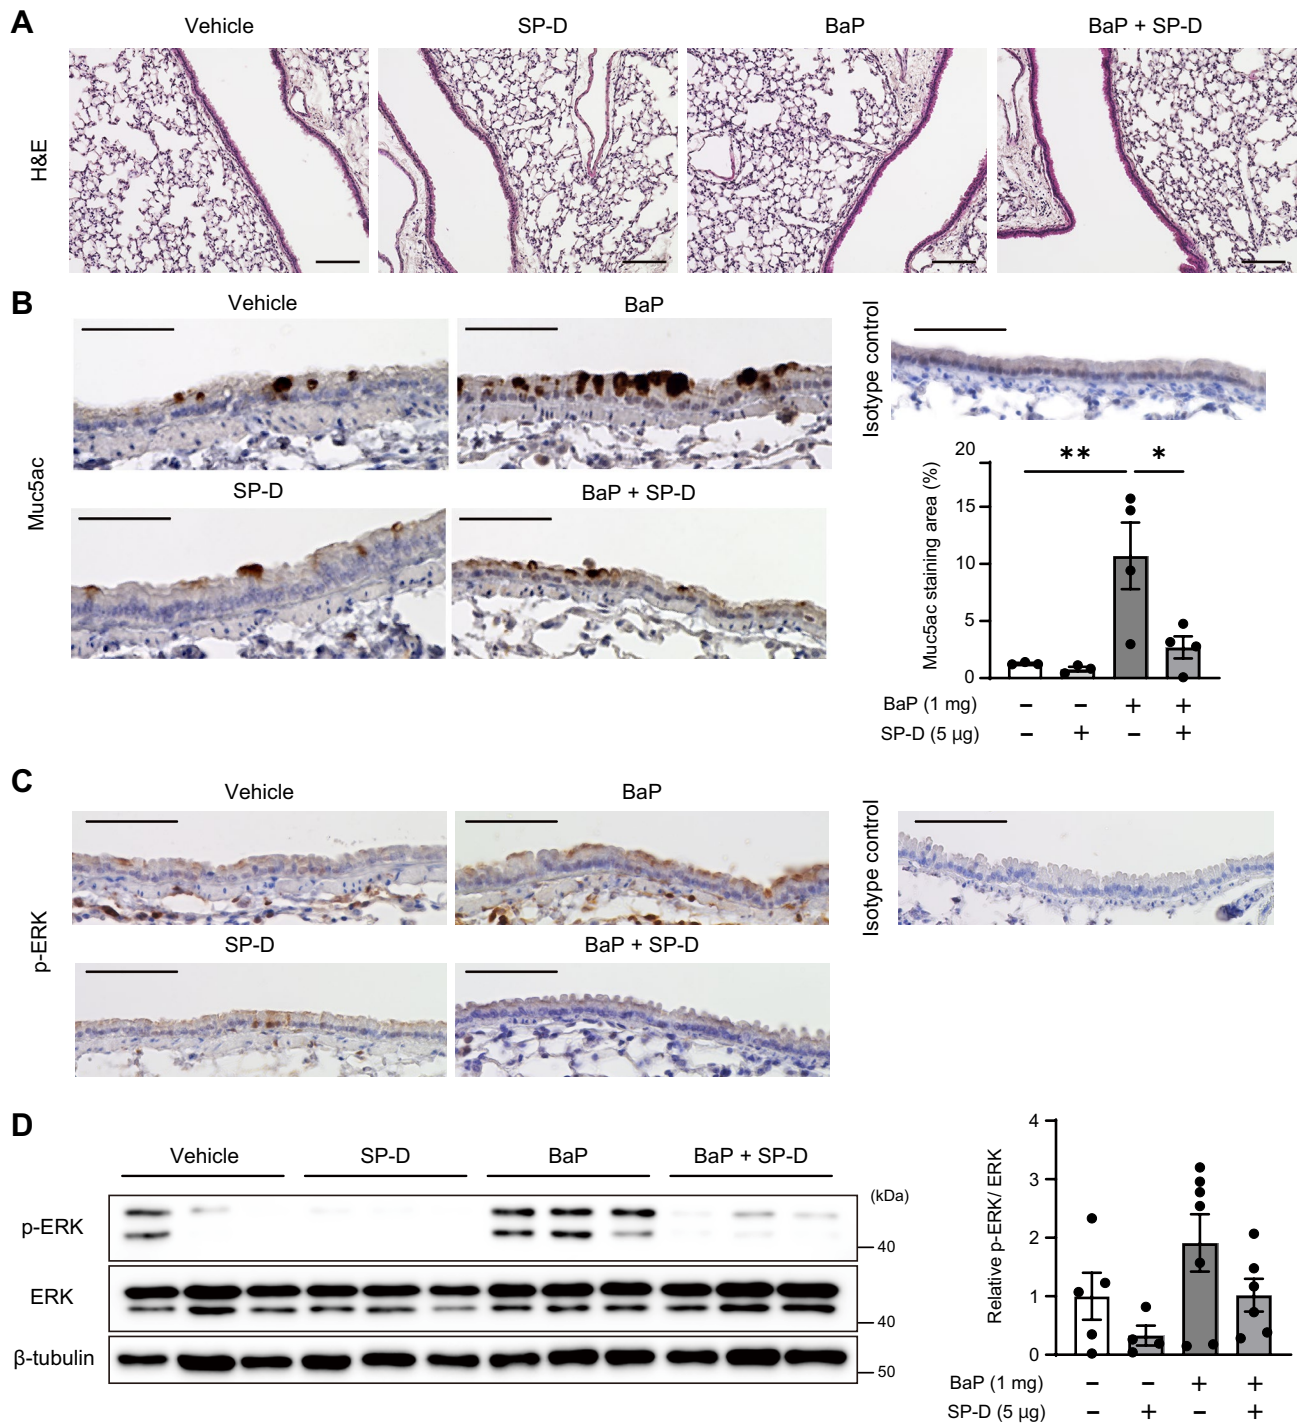 A
Vehicle
SP-D
BaP
BaP + SP-D
H&E
B
Vehicle
BaP
SP-D
BaP + SP-D
Muc5ac
Isotype control
Muc5ac staining area (%)
20
15
10
5
0
** *
BaP (1 mg) − − + +
SP-D (5 µg) − + − +
C
Vehicle
BaP
SP-D
BaP + SP-D
p-ERK
Isotype control
D
Vehicle SP-D BaP BaP + SP-D
(kDa)
p-ERK
40
ERK
40
β-tubulin
50
Relative p-ERK/ ERK
4
3
2
1
0
BaP (1 mg) − − + +
SP-D (5 µg) − + − +